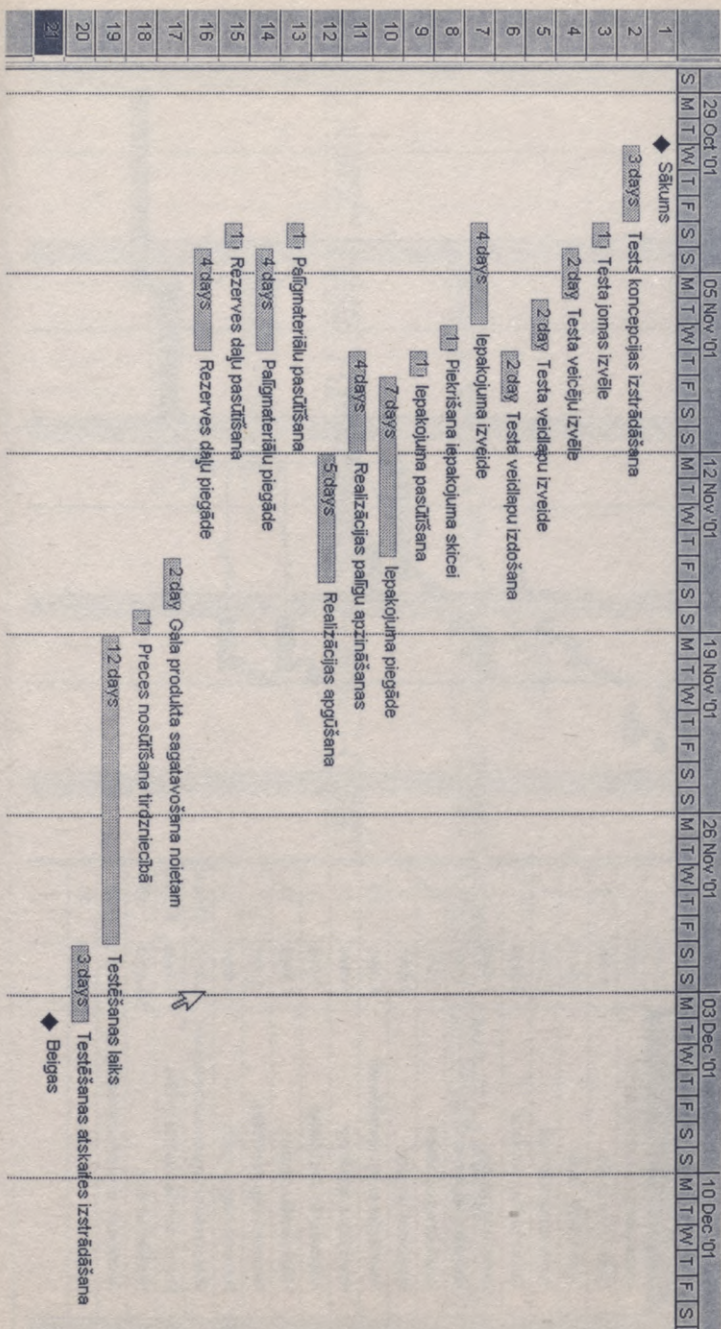 29 Oct '01 05 Nov '01 12 Nov '01 19 Nov '01 26 Nov '01 03 Dec '01 10 Dec '01
S M T W T F S S M T W T F S S M T W T F S S M T W T F S S M T W T F S S M T W T F S S M T W T F S
1 Sākums
2 3 days Tests koncepcijas izstrādāšana
3 1 Testa jomas izvēle
4 2 day Testa veicēju izvēle
5 2 day Testa veidlapu izveide
6 2 day Testa veidlapu izdošana
7 4 days Iepakojuma izveide
8 1 Piekrišana iepakojuma skicei
9 1 Iepakojuma pasūtīšana
10 7 days Iepakojuma piegāde
11 4 days Realizācijas palīgu apzināšanas
12 5 days Realizācijas apgūšana
13 1 Palīgmateriālu pasūtīšana
14 4 days Palīgmateriālu piegāde
15 1 Rezerves daļu pasūtīšana
16 4 days Rezerves daļu piegāde
17 2 day Gala produkta sagatavošana noietam
18 1 Preces nosūtīšana tirdzniecībā
19 12 days Testēšanas laiks
20 3 days Testēšanas atskaites izstrādāšana
21 Beigas